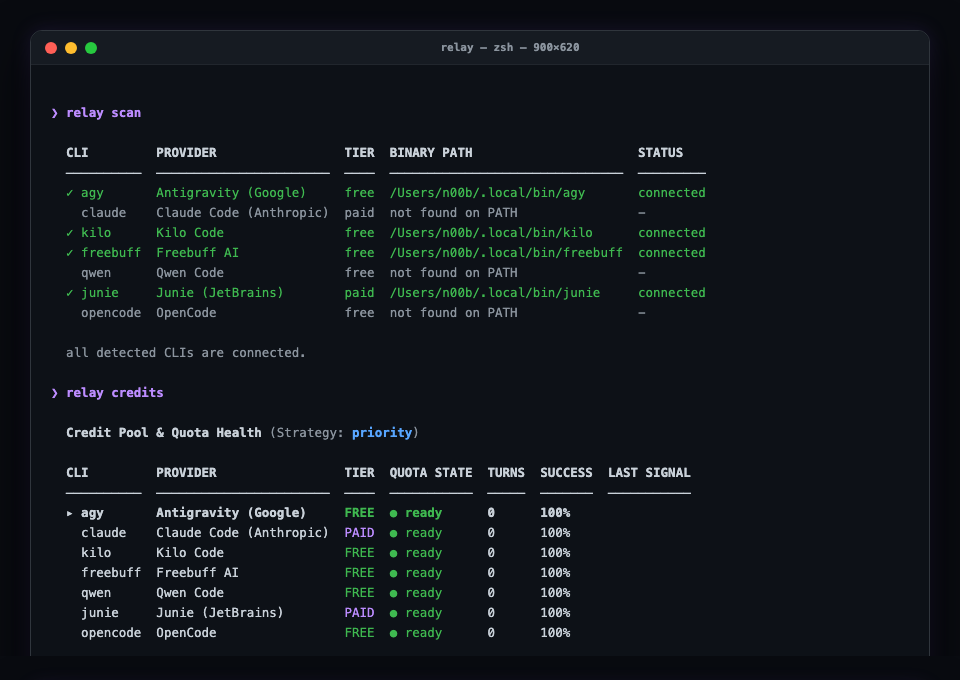 relay — zsh — 900×620
❯ relay scan
CLI PROVIDER TIER BINARY PATH STATUS
✓ agy Antigravity (Google) free /Users/n00b/.local/bin/agy connected
claude Claude Code (Anthropic) paid not found on PATH —
✓ kilo Kilo Code free /Users/n00b/.local/bin/kilo connected
✓ freebuff Freebuff AI free /Users/n00b/.local/bin/freebuff connected
qwen Qwen Code free not found on PATH —
✓ junie Junie (JetBrains) paid /Users/n00b/.local/bin/junie connected
opencode OpenCode free not found on PATH —
all detected CLIs are connected.
❯ relay credits
Credit Pool & Quota Health (Strategy: priority)
CLI PROVIDER TIER QUOTA STATE TURNS SUCCESS LAST SIGNAL
▸ agy Antigravity (Google) FREE ● ready 0 100%
claude Claude Code (Anthropic) PAID ● ready 0 100%
kilo Kilo Code FREE ● ready 0 100%
freebuff Freebuff AI FREE ● ready 0 100%
qwen Qwen Code FREE ● ready 0 100%
junie Junie (JetBrains) PAID ● ready 0 100%
opencode OpenCode FREE ● ready 0 100%